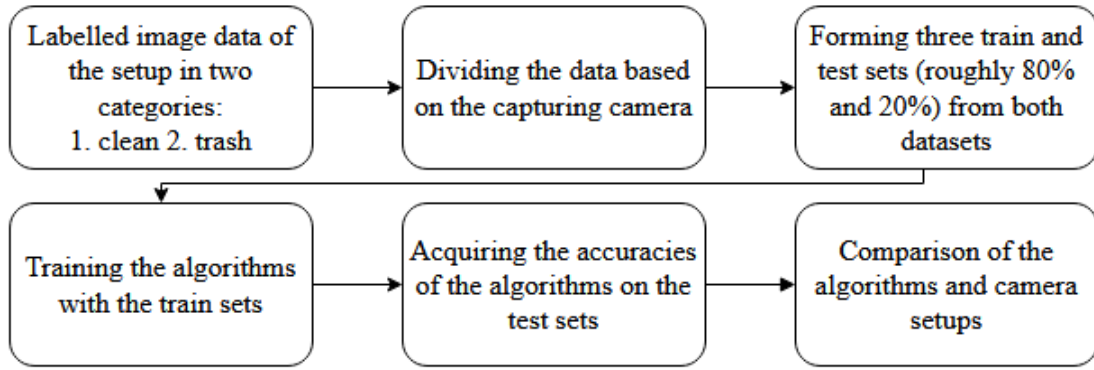 Labelled image data of
the setup in two
categories:
1. clean 2. trash
Dividing the data based
on the capturing camera
Forming three train and
test sets (roughly 80%
and 20%) from both
datasets
Training the algorithms
with the train sets
Acquiring the accuracies
of the algorithms on the
test sets
Comparison of the
algorithms and camera
setups